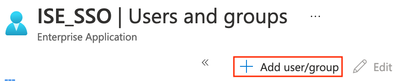 ISE_SSO | Users and groups ...
Enterprise Application
« + Add user/group Edit